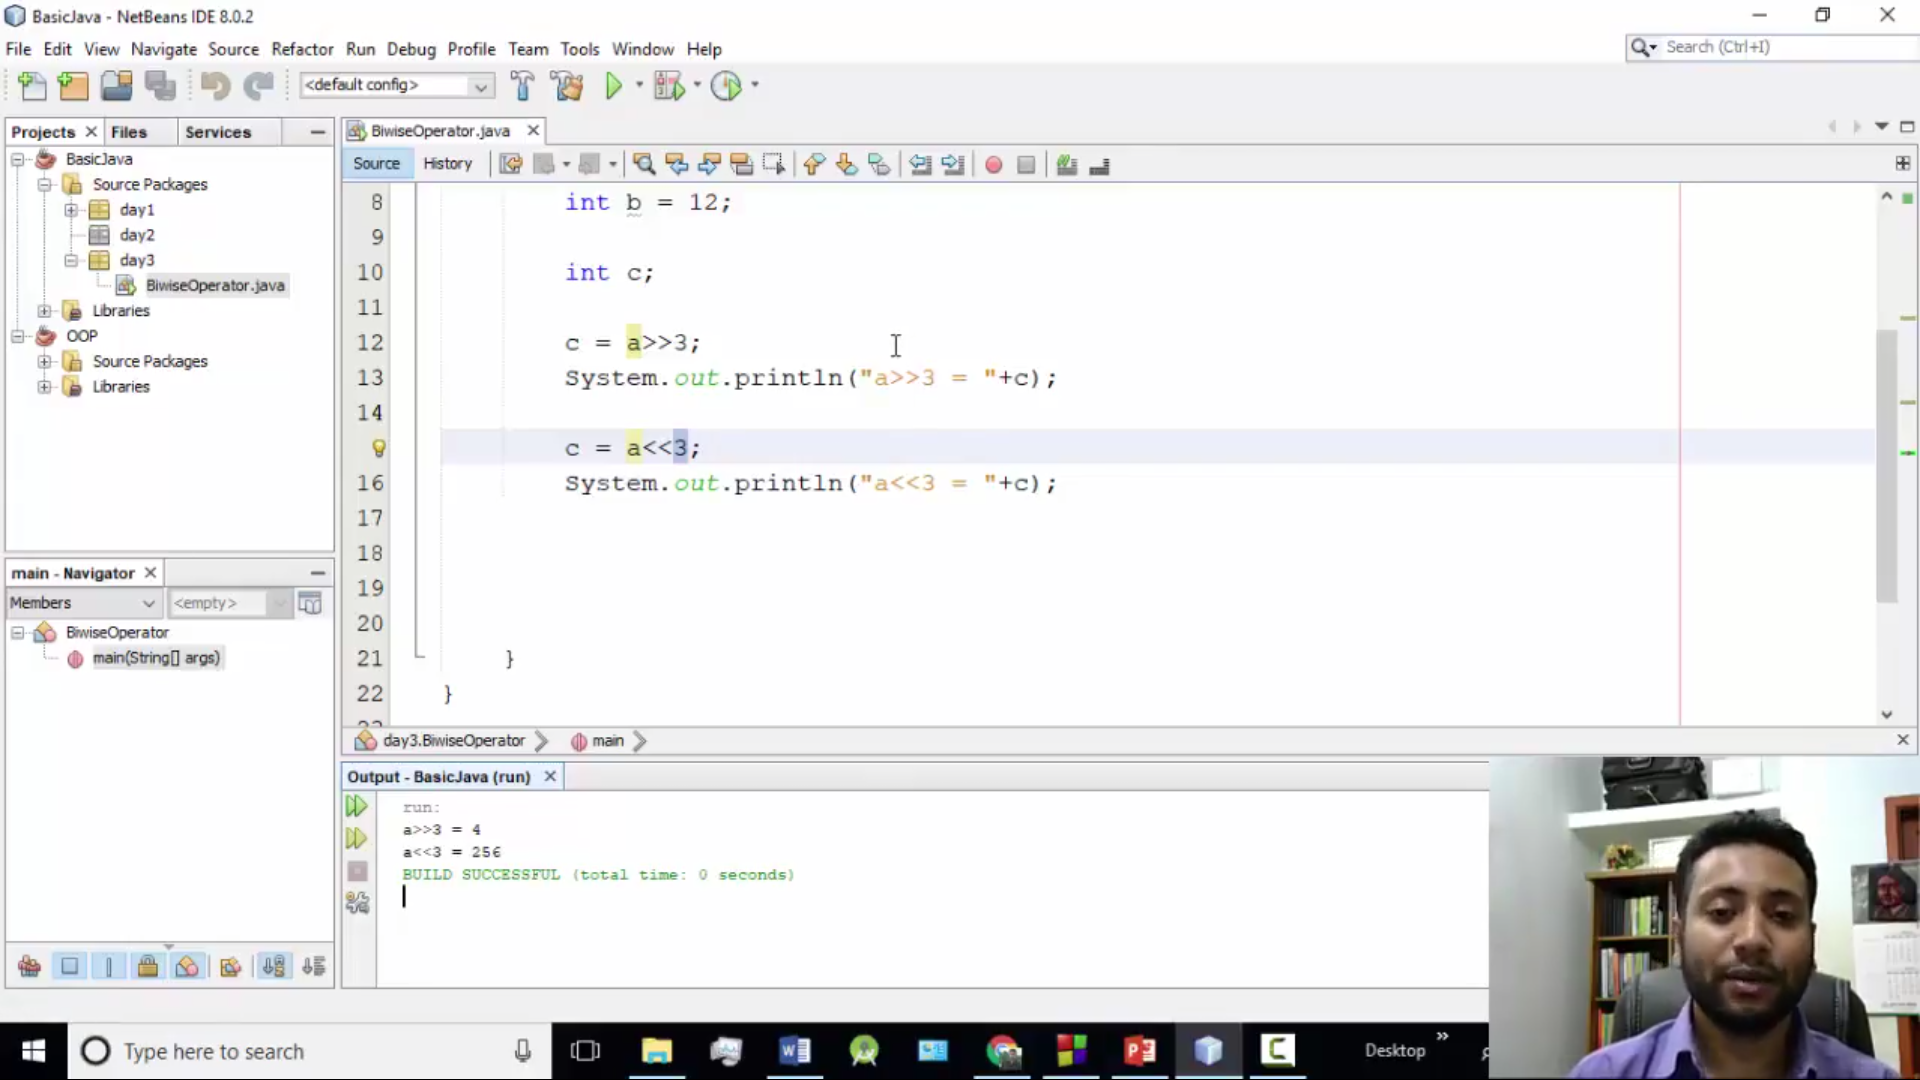 BasicJava - NetBeans IDE 8.0.2
File Edit View Navigate Source Refactor Run Debug Profile Team Tools Window Help
Search (Ctrl+I)
<default config>
Projects Files Services
BasicJava
Source Packages
day1
day2
day3
BiwiseOperator.java
Libraries
OOP
Source Packages
Libraries
main - Navigator
Members <empty>
BiwiseOperator
main(String[] args)
BiwiseOperator.java
Source History
8 int b = 12;
9
10 int c;
11
12 c = a>>3;
13 System.out.println("a>>3 = "+c);
14
c = a<<3;
16 System.out.println("a<<3 = "+c);
17
18
19
20
21 }
22 }
day3.BiwiseOperator main
Output - BasicJava (run)
run:
a>>3 = 4
a<<3 = 256
BUILD SUCCESSFUL (total time: 0 seconds)
Type here to search
Desktop